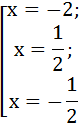 x = −2;
x = 1/2;
x = −1/2